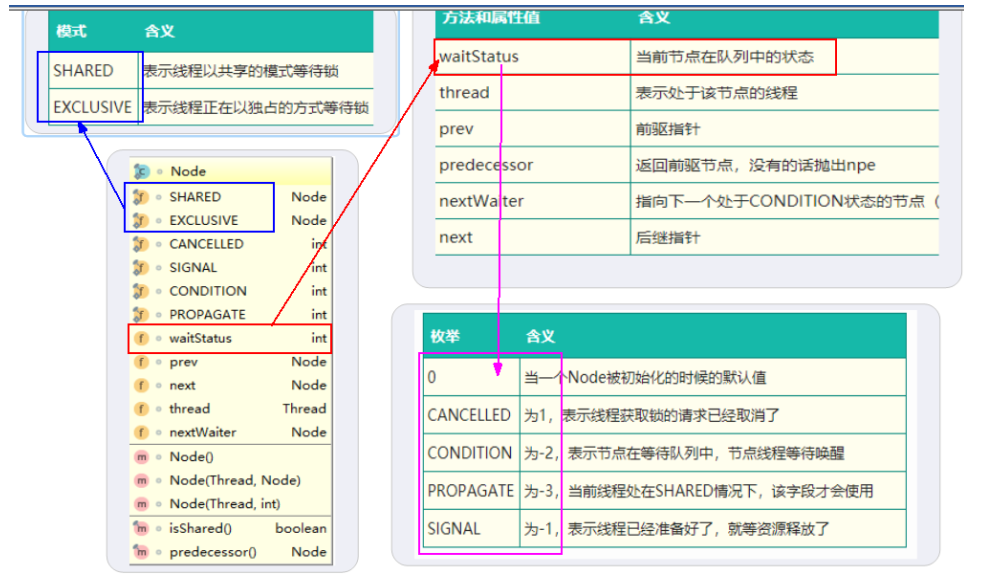 模式 含义
SHARED 表示线程以共享的模式等待锁
EXCLUSIVE 表示线程正在以独占的方式等待锁
方法和属性值 含义
waitStatus 当前节点在队列中的状态
thread 表示处于该节点的线程
prev 前驱指针
predecessor 返回前驱节点，没有的话抛出npe
nextWaiter 指向下一个处于CONDITION状态的节点（
next 后继指针
Node
SHARED Node
EXCLUSIVE Node
CANCELLED int
SIGNAL int
CONDITION int
PROPAGATE int
waitStatus int
prev Node
next Node
thread Thread
nextWaiter Node
Node()
Node(Thread, Node)
Node(Thread, int)
isShared() boolean
predecessor() Node
枚举 含义
0 当一个Node被初始化的时候的默认值
CANCELLED 为1，表示线程获取锁的请求已经取消了
CONDITION 为-2，表示节点在等待队列中，节点线程等待唤醒
PROPAGATE 为-3，当前线程处在SHARED情况下，该字段才会使用
SIGNAL 为-1，表示线程已经准备好了，就等资源释放了